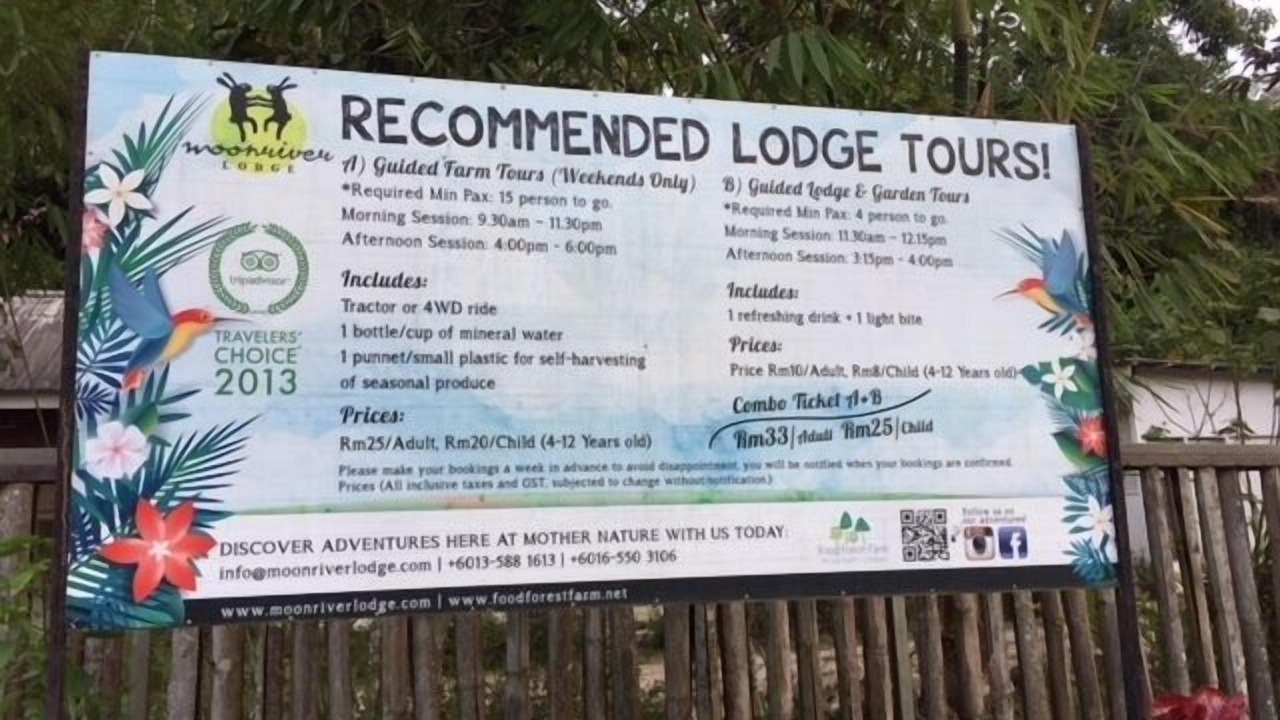 moonriver
LODGE
RECOMMENDED LODGE TOURS!
A) Guided Farm Tours (Weekends Only)
*Required Min Pax: 15 person to go.
Morning Session: 9.30am - 11.30pm
Afternoon Session: 4:00pm - 6:00pm
Includes:
Tractor or 4WD ride
1 bottle/cup of mineral water
1 punnet/small plastic for self-harvesting
of seasonal produce
Prices:
Rm25/Adult, Rm20/Child (4-12 Years old)
B) Guided Lodge & Garden Tours
*Required Min Pax: 4 person to go.
Morning Session: 11.30am - 12.15pm
Afternoon Session: 3:15pm - 4:00pm
Includes:
1 refreshing drink + 1 light bite
Prices:
Price Rm10/Adult, Rm8/Child (4-12 Years old)
Combo Ticket A+B
Rm33|Adult Rm25|Child
Please make your bookings a week in advance to avoid disappointment, you will be notified when your bookings are confirmed.
Prices (All inclusive taxes and GST, subjected to change without notification.)
tripadvisor
TRAVELERS'
CHOICE
2013
DISCOVER ADVENTURES HERE AT MOTHER NATURE WITH US TODAY:
info@moonriverlodge.com | +6013-588 1613 | +6016-550 3106
Follow us on
our adventures!
www.moonriverlodge.com | www.foodforestfarm.net